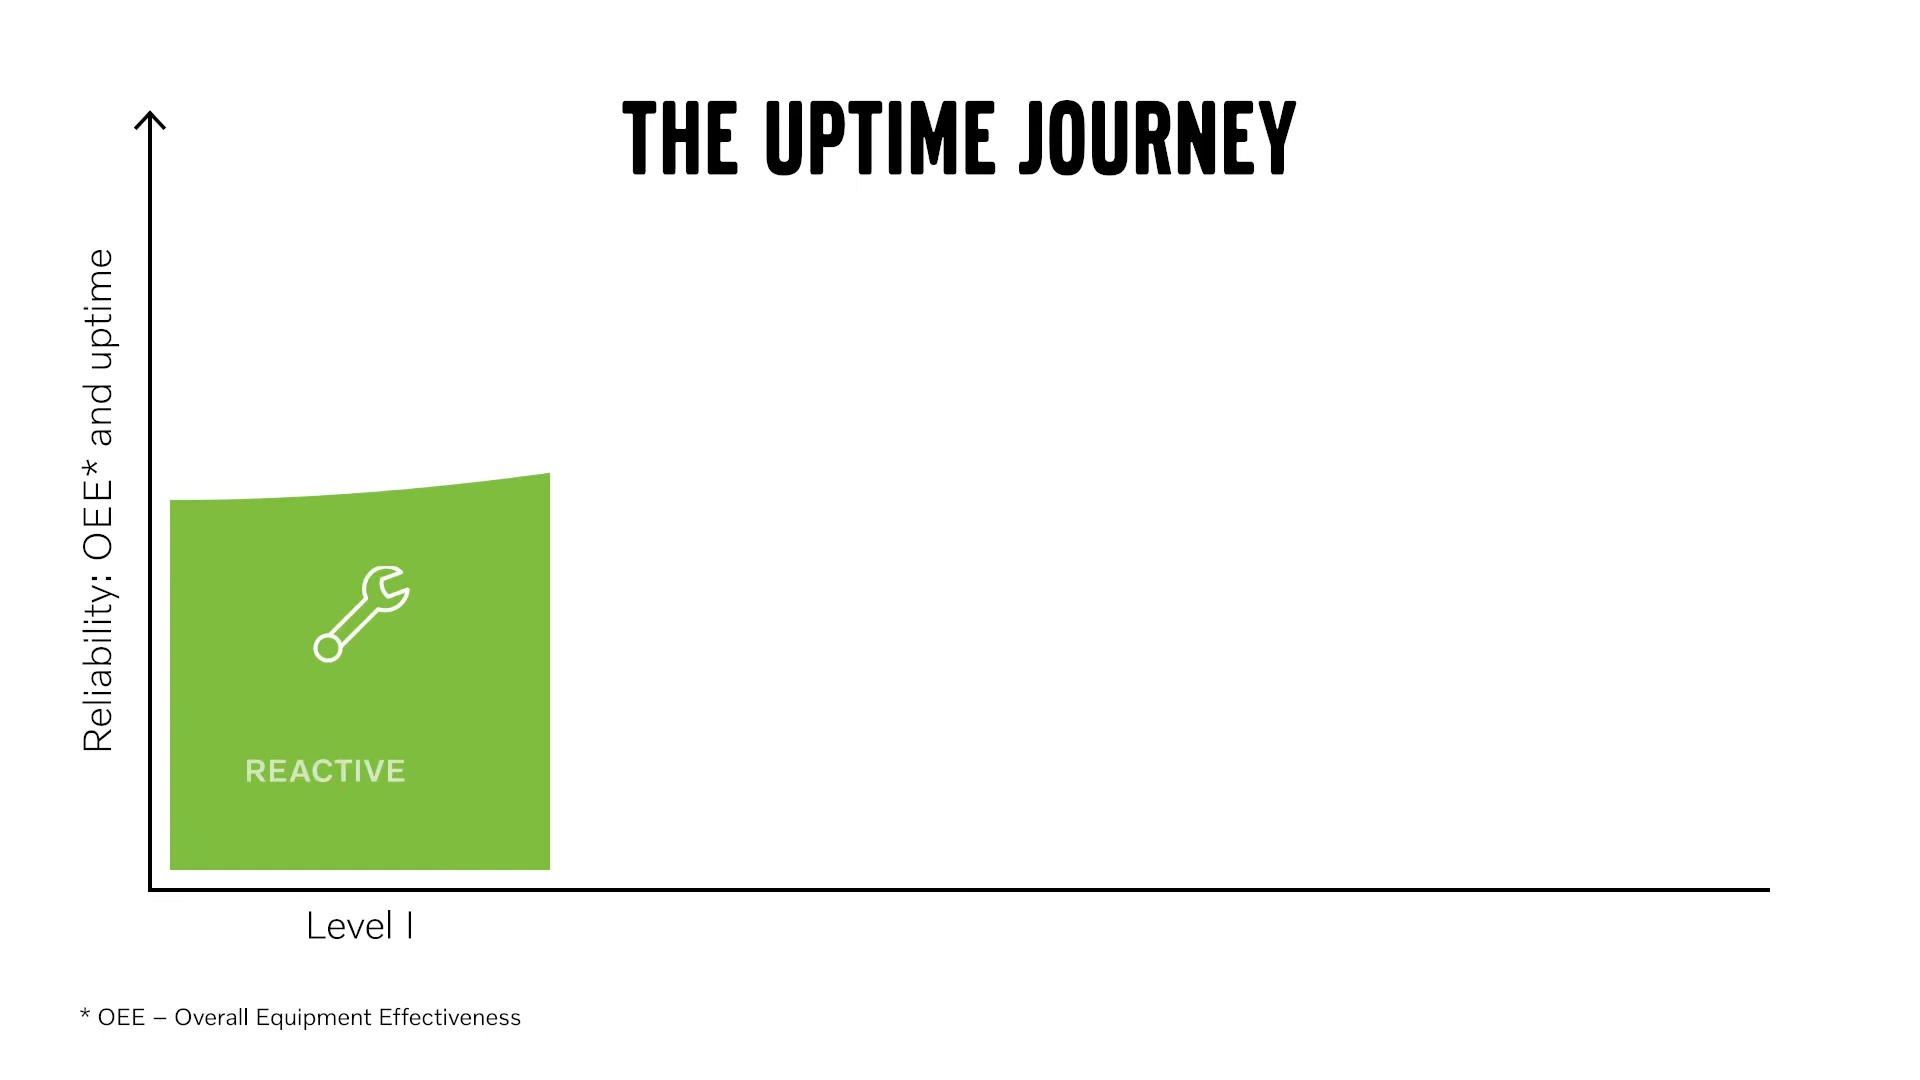 THE UPTIME JOURNEY
Reliability: OEE* and uptime
REACTIVE
Level I
* OEE – Overall Equipment Effectiveness